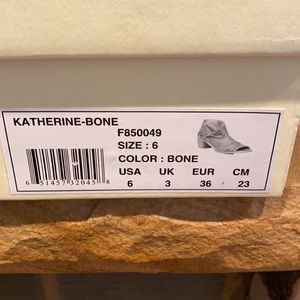 KATHERINE-BONE
F850049
SIZE : 6
COLOR : BONE
USA UK EUR CM
6 3 36 23
6 51457 32045 8